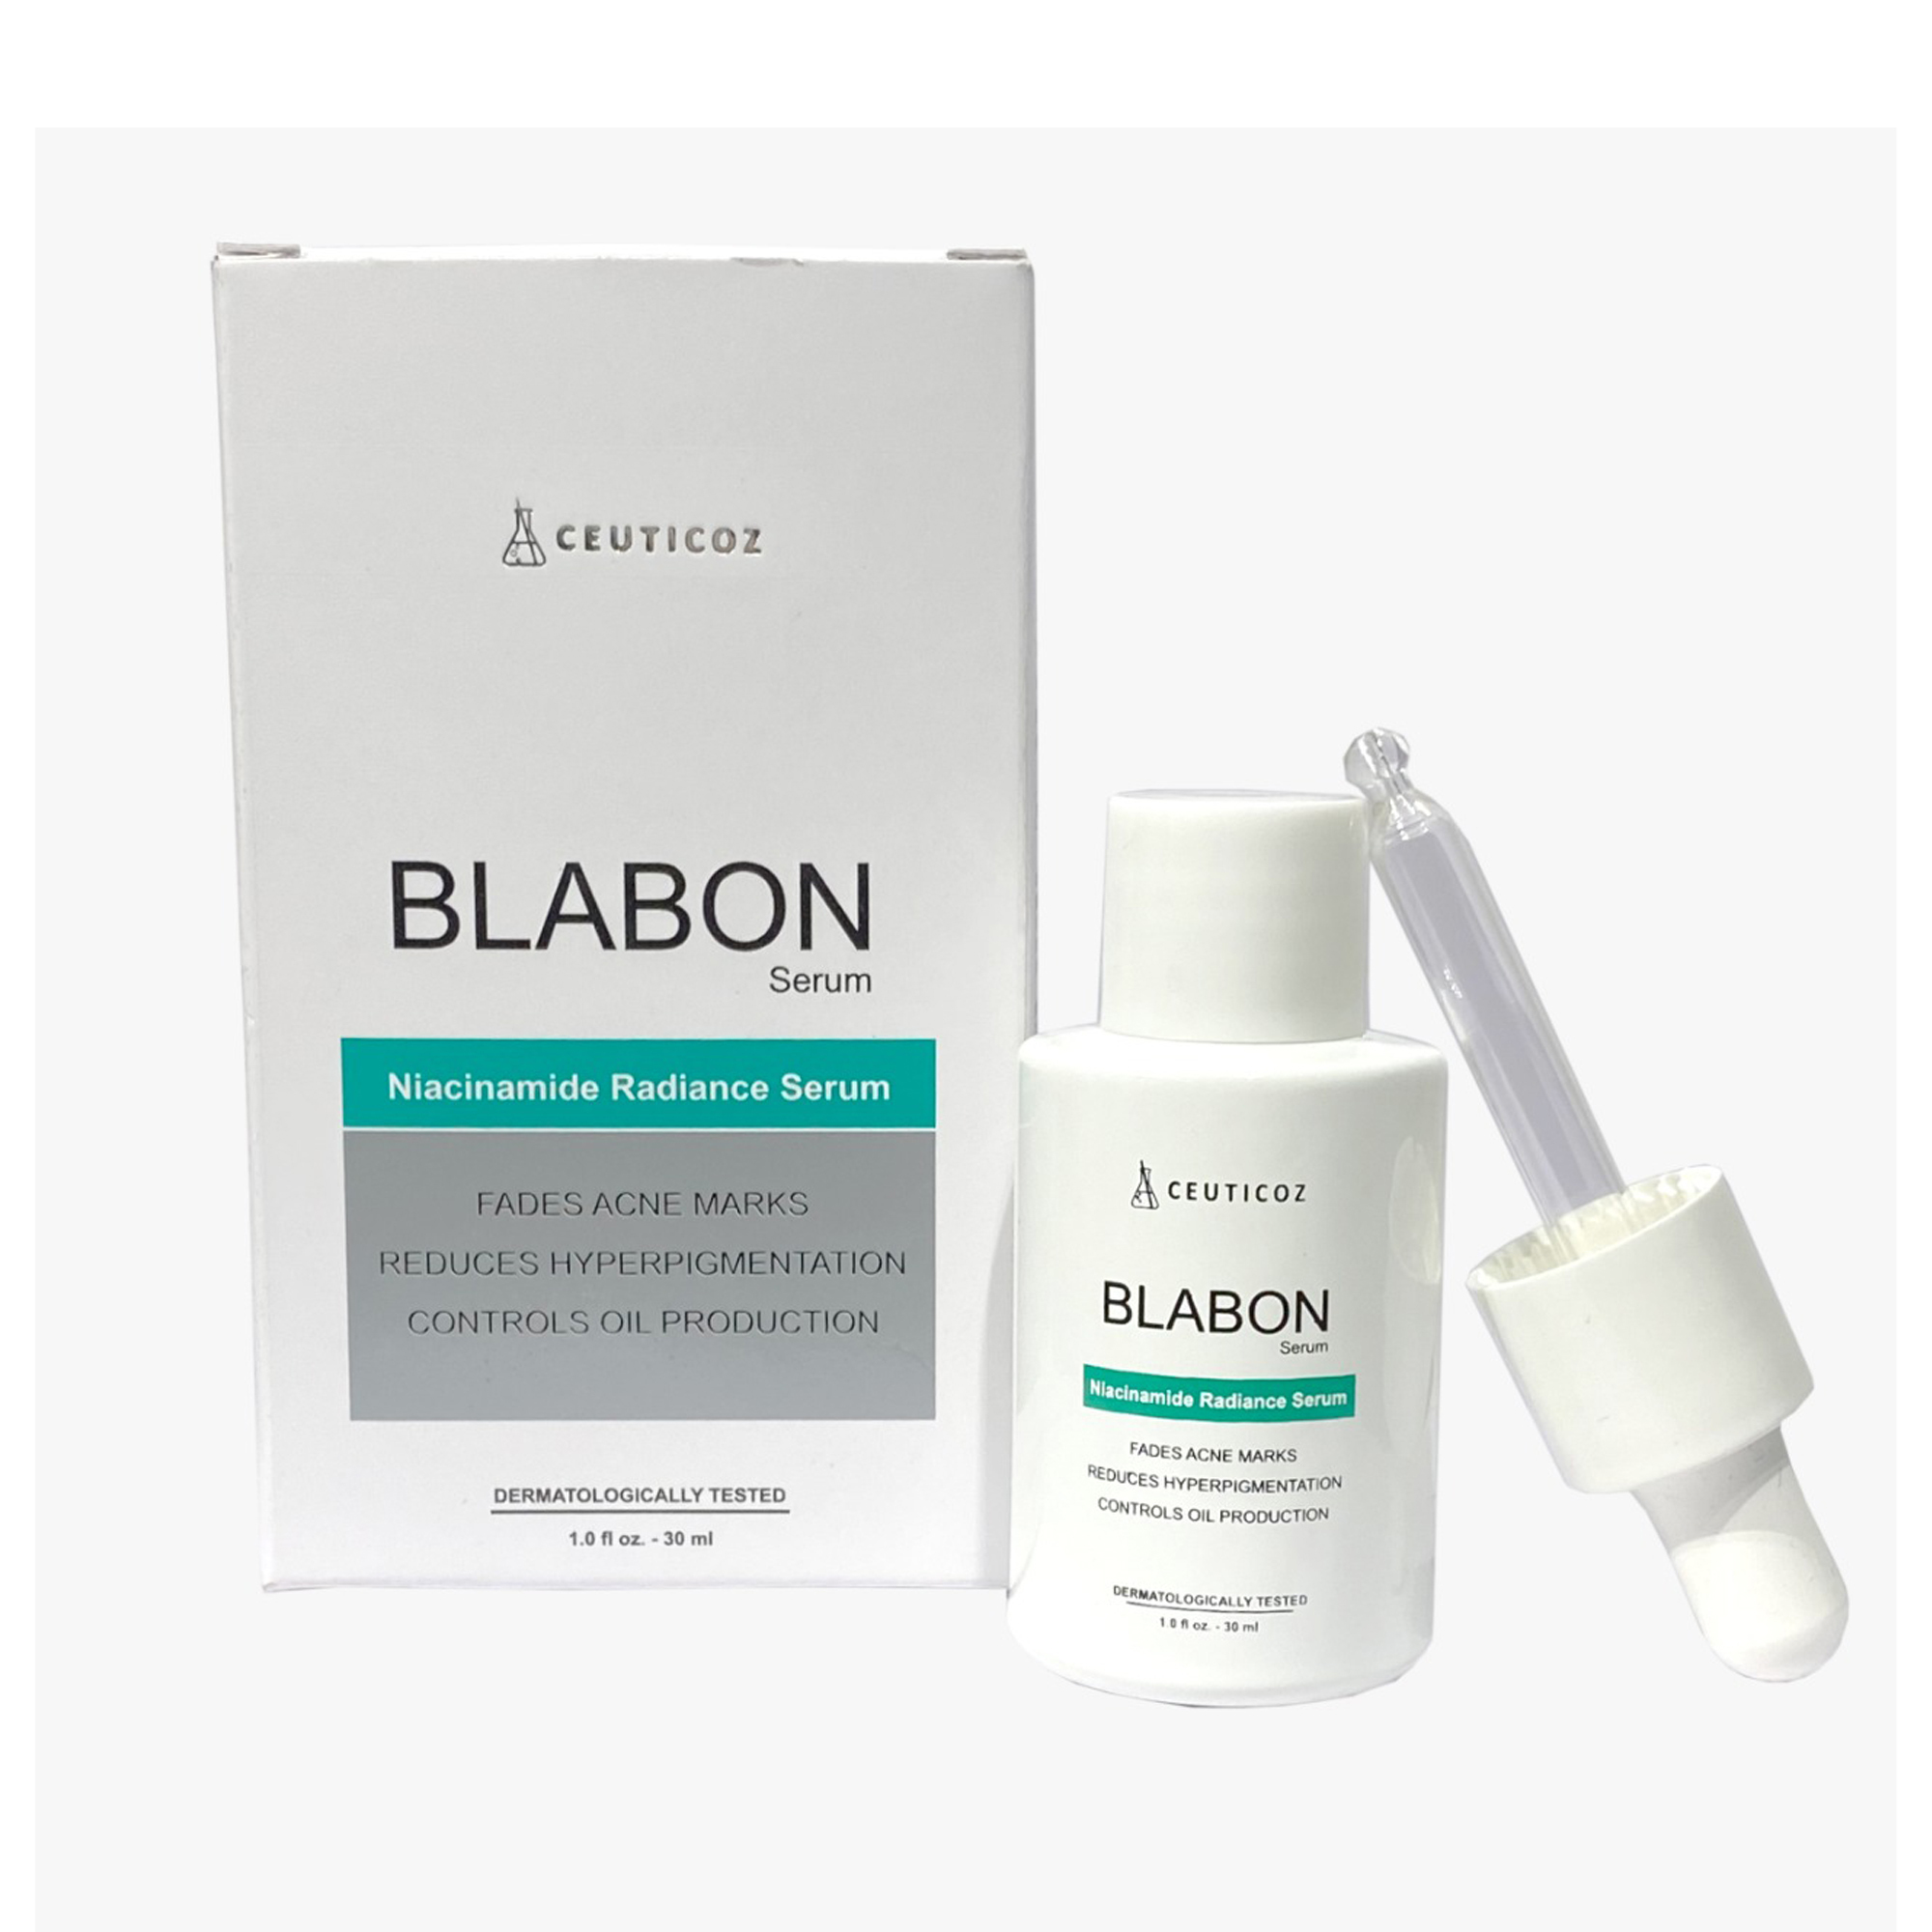 CEUTICOZ
BLABON
Serum
Niacinamide Radiance Serum
FADES ACNE MARKS
REDUCES HYPERPIGMENTATION
CONTROLS OIL PRODUCTION
DERMATOLOGICALLY TESTED
1.0 fl oz. - 30 ml
CEUTICOZ
BLABON
Serum
Niacinamide Radiance Serum
FADES ACNE MARKS
REDUCES HYPERPIGMENTATION
CONTROLS OIL PRODUCTION
DERMATOLOGICALLY TESTED
1.0 fl oz. - 30 ml